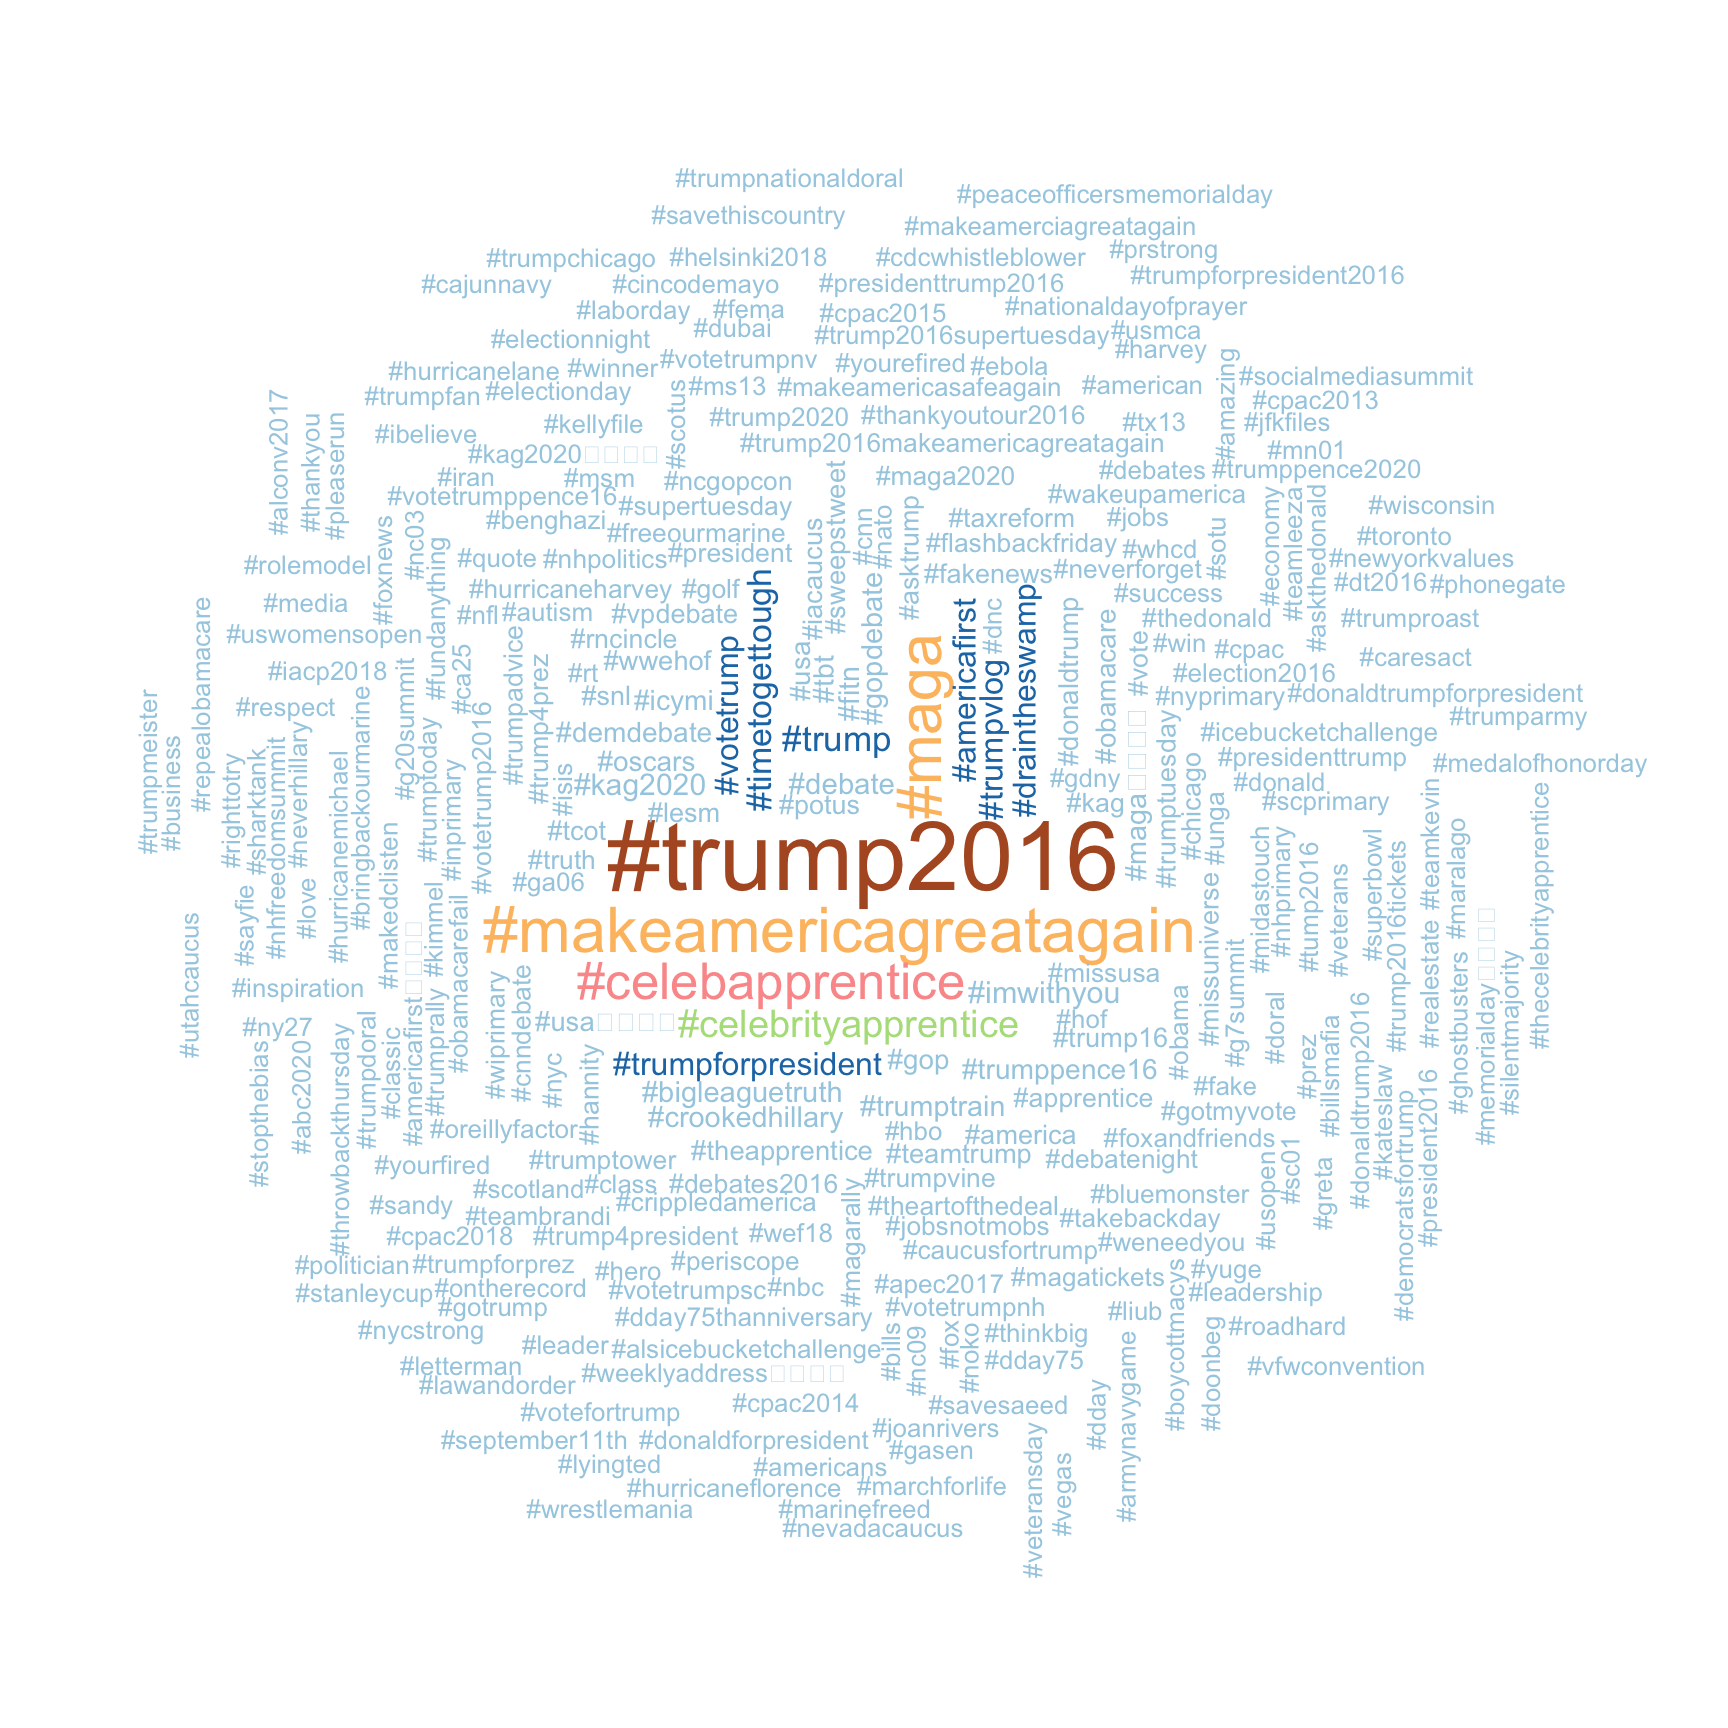 #trumpnationaldoral
#peaceofficersmemorialday
#savethiscountry
#makeamerciagreatagain
#prstrong
#trumpchicago
#helsinki2018
#cdcwhistleblower
#trumpforpresident2016
#cajunnavy
#cincodemayo
#presidenttrump2016
#laborday
#fema
#cpac2015
#nationaldayofprayer
#electionnight
#dubai
#trump2016supertuesday
#usmca
#harvey
#hurricanelane
#winner
#votetrumpnv
#yourefired
#ebola
#amazing
#socialmediasummit
#trumpfan
#electionday
#scotus
#ms13
#makeamericasafeagain
#american
#cpac2013
#alconv2017
#thankyou
#pleaserun
#ibelieve
#kellyfile
#trump2020
#thankyoutour2016
#tx13
#jfkfiles
#kag2020
#trump2016makeamericagreatagain
#mn01
#iran
#msm
#ncgopcon
#maga2020
#debates
#trumppence2020
#votetrumppence16
#supertuesday
#wakeupamerica
#wisconsin
#benghazi
#freeourmarine
#taxreform
#jobs
#toronto
#foxnews
#nc03
#quote
#nhpolitics
#president
#iacaucus
#sweepstweet
#cnn
#nato
#asktrump
#flashbackfriday
#whcd
#sotu
#economy
#teamleeza
#askthedonald
#newyorkvalues
#rolemodel
#fundanything
#hurricaneharvey
#golf
#fakenews
#neverforget
#dt2016
#phonegate
#media
#nfl
#autism
#vpdebate
#success
#uswomensopen
#rncincle
#thedonald
#trumproast
#repealobamacare
#iacp2018
#rt
#wwehof
#votetrump
#timetogettough
#usa
#tbt
#fitn
#gopdebate
#maga
#americafirst
#dnc
#trumpvlog
#draintheswamp
#donaldtrump
#obamacare
#vote
#win
#cpac
#caresact
#election2016
#respect
#g20summit
#ca25
#trumpadvice
#trump4prez
#snl
#icymi
#nyprimary
#donaldtrumpforpresident
#trumparmy
#trumpmeister
#business
#demdebate
#trump
#icebucketchallenge
#righttotry
#sharktank
#nhfreedomsummit
#neverhillary
#hurricanemichael
#bringbackourmarine
#trumptoday
#inprimary
#votetrump2016
#isis
#oscars
#presidenttrump
#medalofhonorday
#kag2020
#debate
#gdny
#donald
#lesm
#potus
#kag
#maga
#trumptuesday
#chicago
#unga
#scprimary
#tcot
#trump2016
#truth
#ga06
#makeamericagreatagain
#sayfie
#love
#makedclisten
#kimmel
#obamacarefail
#missuniverse
#midastouch
#nhprimary
#tump2016
#veterans
#superbowl
#trump2016tickets
#teamkevin
#maralago
#thecelebrityapprentice
#utahcaucus
#inspiration
#celebapprentice
#imwithyou
#missusa
#g7summit
#realestate
#ghostbusters
#memorialday
#silentmajority
#ny27
#usa
#celebrityapprentice
#hof
#trump16
#obama
#doral
#stopthebias
#abc2020
#throwbackthursday
#trumpdoral
#classic
#americafirst
#trumprally
#wiprimary
#cnndebate
#nyc
#hannity
#trumpforpresident
#gop
#trumppence16
#fake
#prez
#billsmafia
#donaldtrump2016
#kateslaw
#democratsfortrump
#president2016
#bigleaguetruth
#apprentice
#gotmyvote
#crookedhillary
#trumptrain
#oreillyfactor
#hbo
#america
#foxandfriends
#yourfired
#trumptower
#theapprentice
#teamtrump
#debatenight
#usopen
#sc01
#greta
#scotland
#class
#debates2016
#trumpvine
#bluemonster
#sandy
#teambrandi
#crippledamerica
#magarally
#theartofthedeal
#takebackday
#cpac2018
#trump4president
#wef18
#jobsnotmobs
#weneedyou
#politician
#trumpforprez
#hero
#periscope
#caucusfortrump
#yuge
#stanleycup
#ontherecord
#votetrumpsc
#nbc
#apec2017
#magatickets
#leadership
#gotrump
#dday75thanniversary
#votetrumpnh
#liub
#boycottmacys
#roadhard
#nycstrong
#leader
#alsicebucketchallenge
#bills
#nc09
#fox
#noko
#thinkbig
#letterman
#weeklyaddress
#dday75
#doonbeg
#vfwconvention
#lawandorder
#cpac2014
#savesaeed
#dday
#armynavygame
#votefortrump
#joanrivers
#september11th
#donaldforpresident
#gasen
#veteransday
#vegas
#lyingted
#americans
#hurricaneflorence
#marchforlife
#wrestlemania
#marinefreed
#nevadacaucus